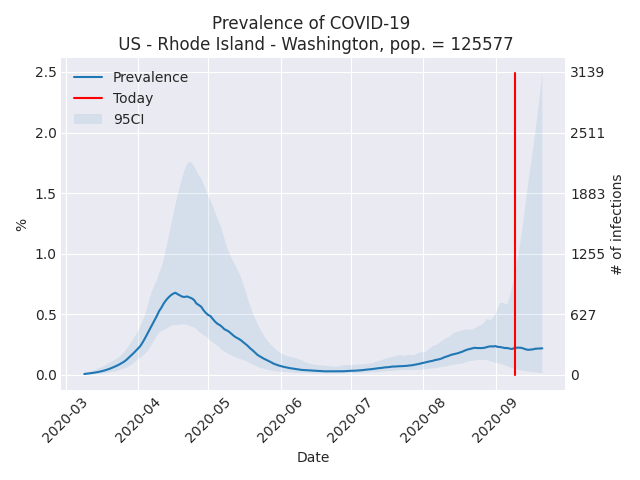 Prevalence of COVID-19
US - Rhode Island - Washington, pop. = 125577
Prevalence
Today
95CI
%
2.5
2.0
1.5
1.0
0.5
0.0
3139
2511
1883
1255
627
0
# of infections
2020-03
2020-04
2020-05
2020-06
2020-07
2020-08
2020-09
Date